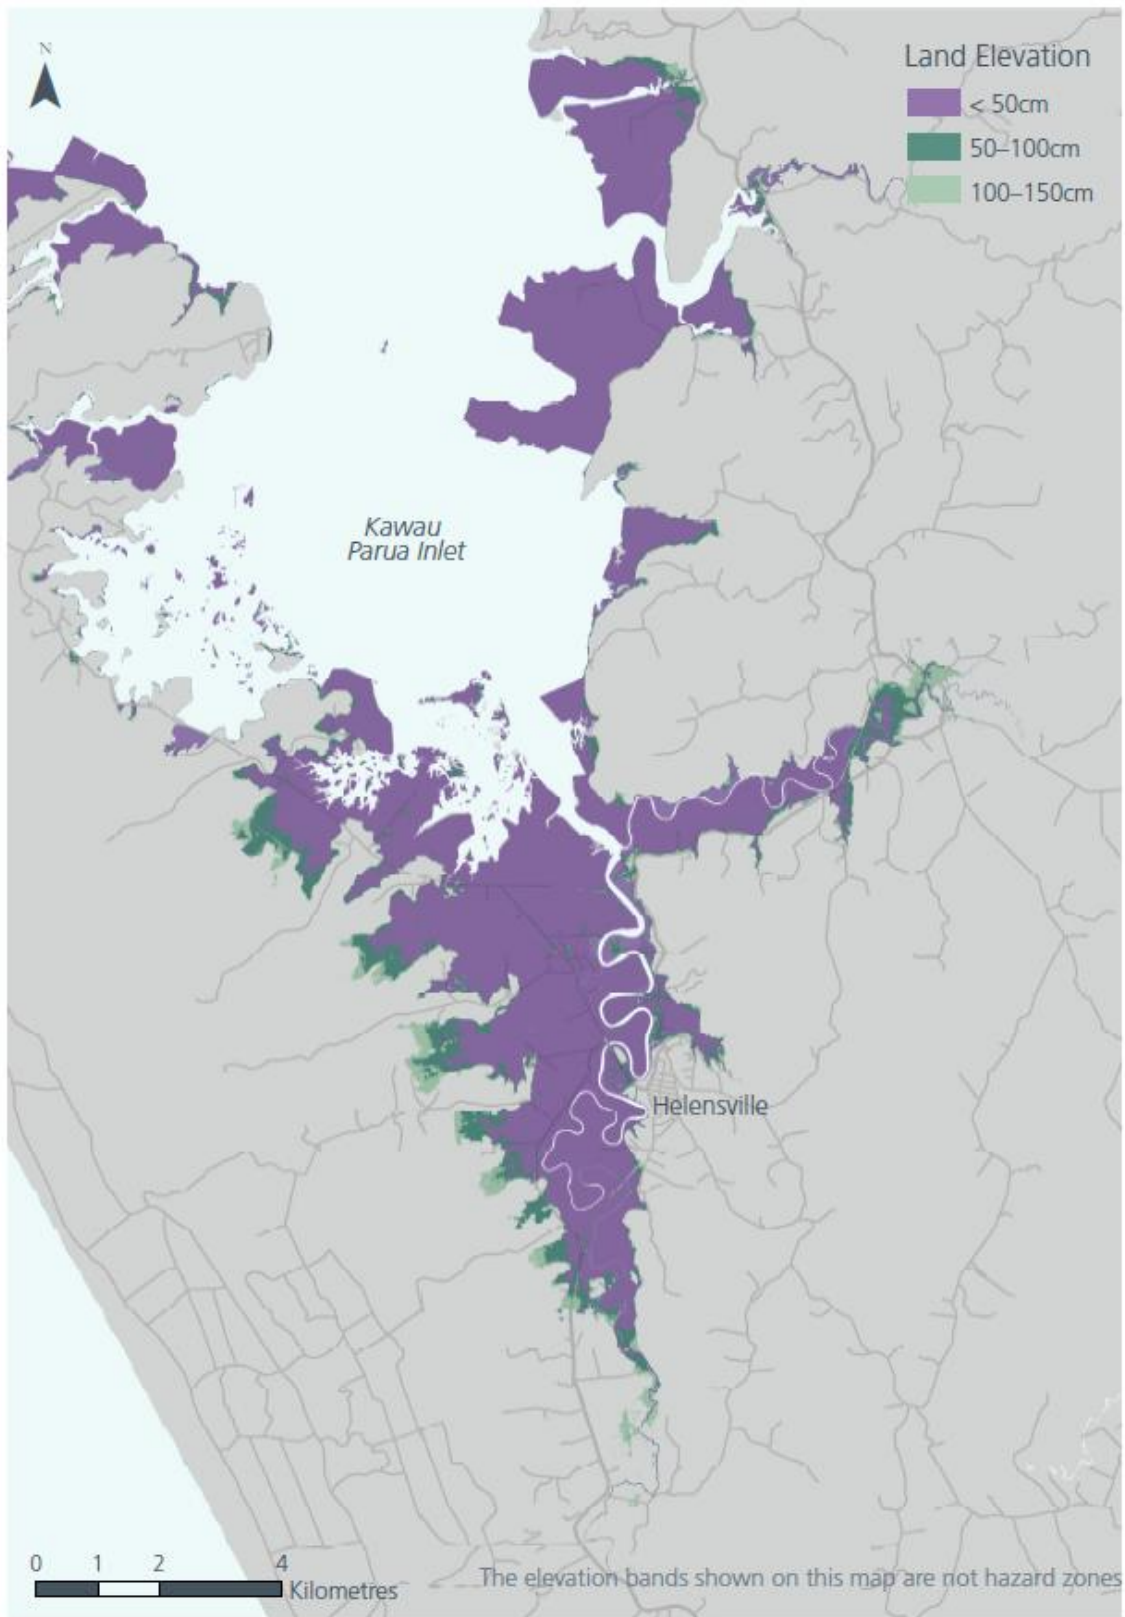 N
Land Elevation
< 50cm
50–100cm
100–150cm
Kawau
Parua Inlet
Helensville
0 1 2 4
Kilometres
The elevation bands shown on this map are not hazard zones